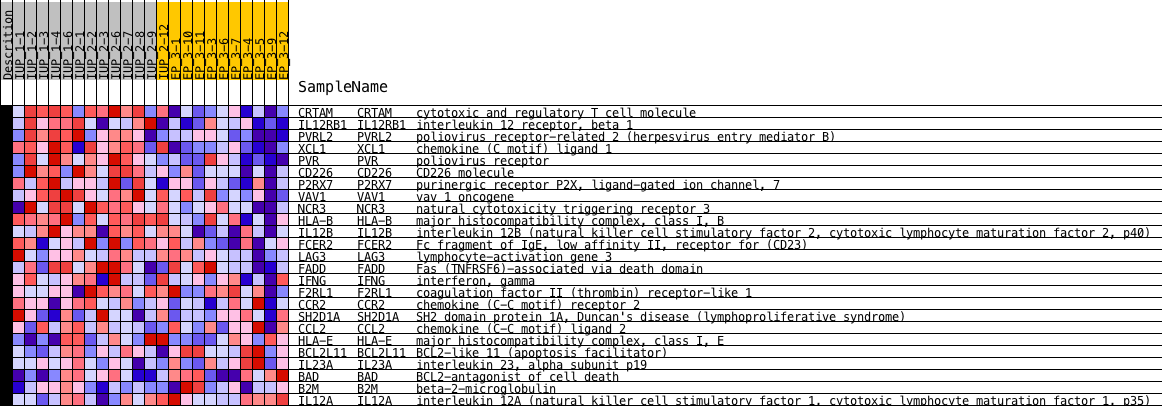 Descrition
IUP_1-1
IUP_1-2
IUP_1-3
IUP_1-4
IUP_1-6
IUP_2-1
IUP_2-2
IUP_2-3
IUP_2-6
IUP_2-7
IUP_2-8
IUP_2-9
IUP_2-12
EP_3-1
EP_3-10
EP_3-11
EP_3-3
EP_3-6
EP_3-7
EP_3-4
EP_3-5
EP_3-9
EP_3-12
SampleName
CRTAM CRTAM cytotoxic and regulatory T cell molecule
IL12RB1 IL12RB1 interleukin 12 receptor, beta 1
PVRL2 PVRL2 poliovirus receptor-related 2 (herpesvirus entry mediator B)
XCL1 XCL1 chemokine (C motif) ligand 1
PVR PVR poliovirus receptor
CD226 CD226 CD226 molecule
P2RX7 P2RX7 purinergic receptor P2X, ligand-gated ion channel, 7
VAV1 VAV1 vav 1 oncogene
NCR3 NCR3 natural cytotoxicity triggering receptor 3
HLA-B HLA-B major histocompatibility complex, class I, B
IL12B IL12B interleukin 12B (natural killer cell stimulatory factor 2, cytotoxic lymphocyte maturation factor 2, p40)
FCER2 FCER2 Fc fragment of IgE, low affinity II, receptor for (CD23)
LAG3 LAG3 lymphocyte-activation gene 3
FADD FADD Fas (TNFRSF6)-associated via death domain
IFNG IFNG interferon, gamma
F2RL1 F2RL1 coagulation factor II (thrombin) receptor-like 1
CCR2 CCR2 chemokine (C-C motif) receptor 2
SH2D1A SH2D1A SH2 domain protein 1A, Duncan's disease (lymphoproliferative syndrome)
CCL2 CCL2 chemokine (C-C motif) ligand 2
HLA-E HLA-E major histocompatibility complex, class I, E
BCL2L11 BCL2L11 BCL2-like 11 (apoptosis facilitator)
IL23A IL23A interleukin 23, alpha subunit p19
BAD BAD BCL2-antagonist of cell death
B2M B2M beta-2-microglobulin
IL12A IL12A interleukin 12A (natural killer cell stimulatory factor 1, cytotoxic lymphocyte maturation factor 1, p35)